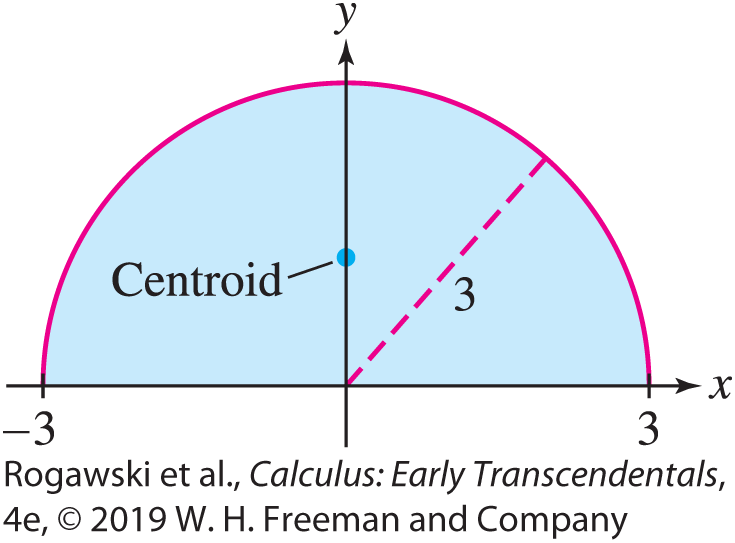 y
Centroid
3
x
−3
3
Rogawski et al., Calculus: Early Transcendentals,
4e, © 2019 W. H. Freeman and Company